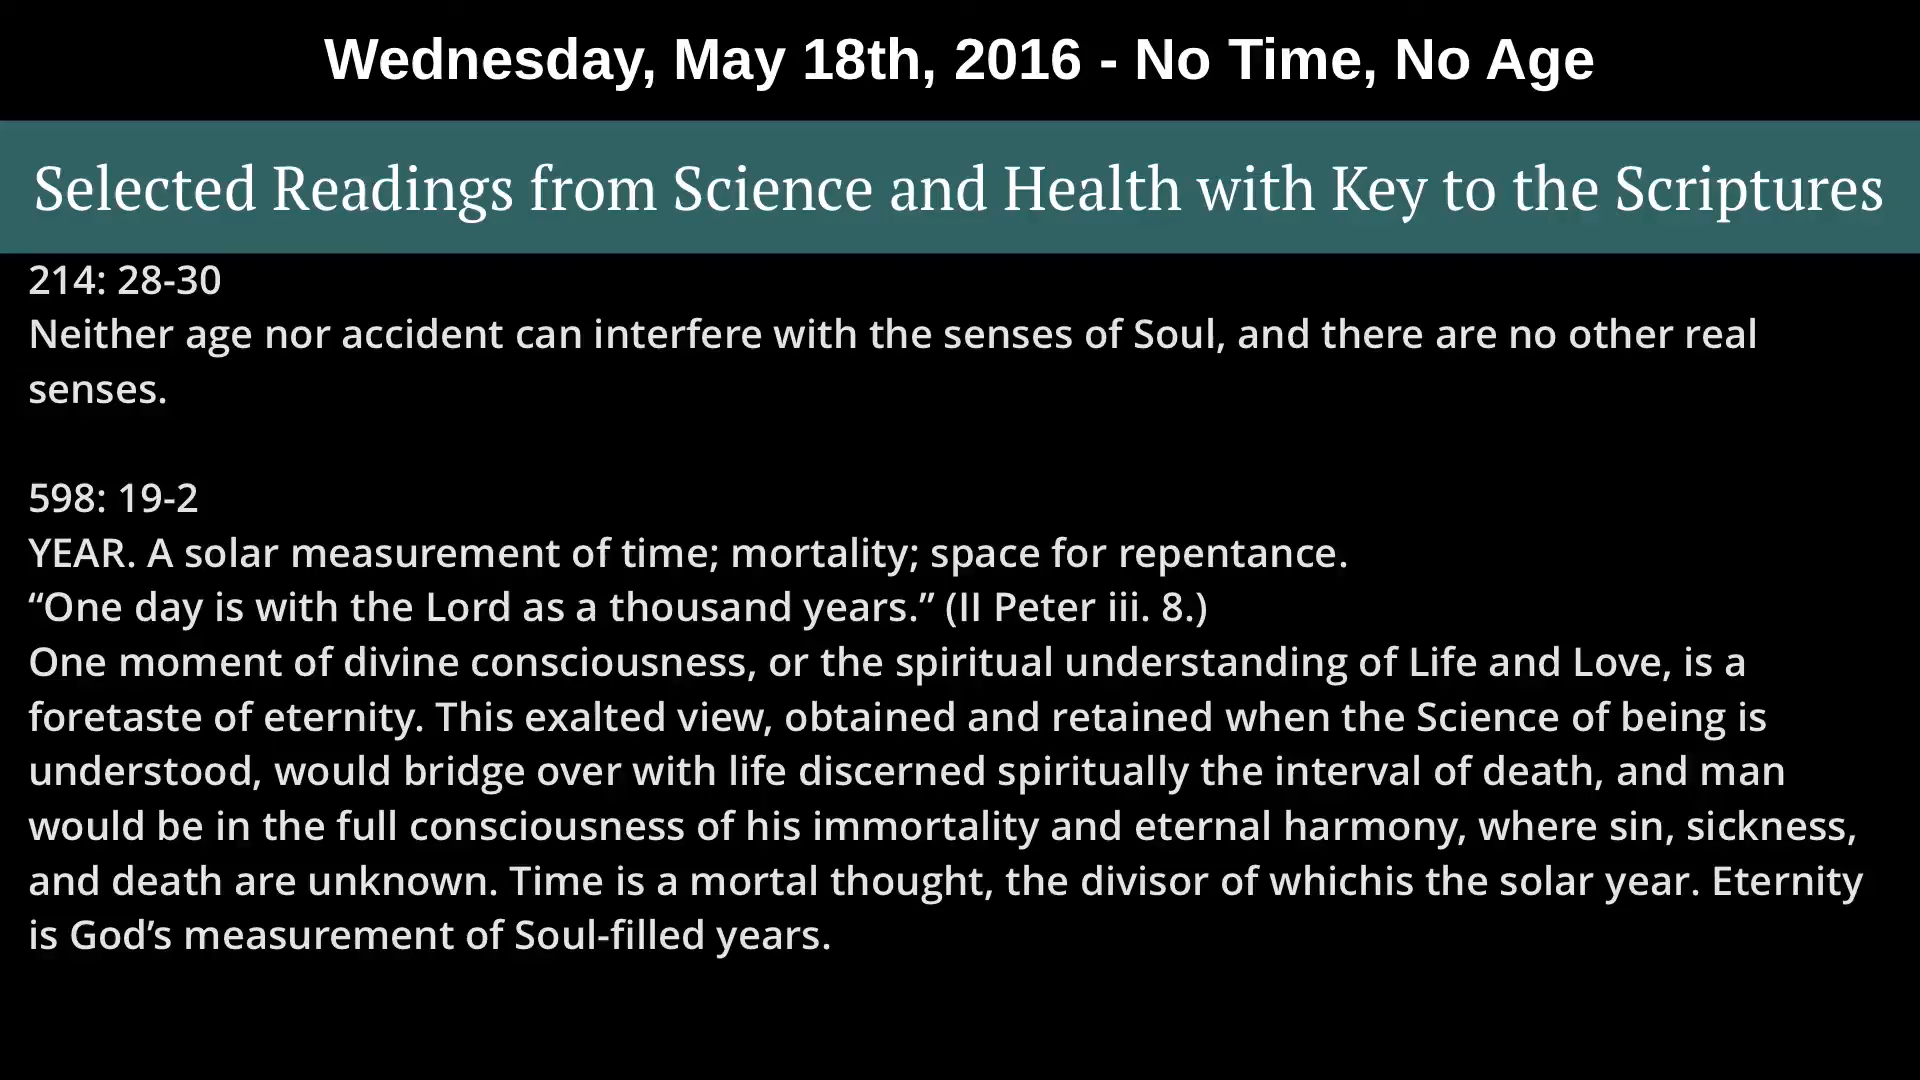 Wednesday, May 18th, 2016 - No Time, No Age
Selected Readings from Science and Health with Key to the Scriptures
214: 28-30
Neither age nor accident can interfere with the senses of Soul, and there are no other real
senses.
598: 19-2
YEAR. A solar measurement of time; mortality; space for repentance.
“One day is with the Lord as a thousand years.” (II Peter iii. 8.)
One moment of divine consciousness, or the spiritual understanding of Life and Love, is a
foretaste of eternity. This exalted view, obtained and retained when the Science of being is
understood, would bridge over with life discerned spiritually the interval of death, and man
would be in the full consciousness of his immortality and eternal harmony, where sin, sickness,
and death are unknown. Time is a mortal thought, the divisor of whichis the solar year. Eternity
is God’s measurement of Soul-filled years.